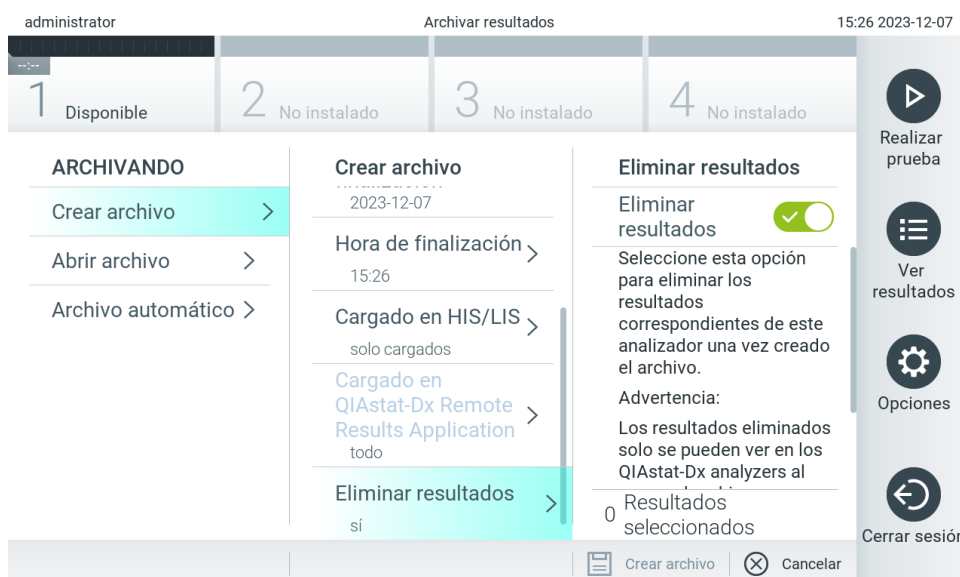 administrator
Archivar resultados
15:26 2023-12-07
--:--
1 Disponible
2 No instalado
3 No instalado
4 No instalado
ARCHIVANDO
Crear archivo
Abrir archivo
Archivo automático
Crear archivo
2023-12-07
Hora de finalización
15:26
Cargado en HIS/LIS
solo cargados
Cargado en
QIAstat-Dx Remote
Results Application
todo
Eliminar resultados
sí
Eliminar resultados
Eliminar
resultados
Seleccione esta opción
para eliminar los
resultados
correspondientes de este
analizador una vez creado
el archivo.
Advertencia:
Los resultados eliminados
solo se pueden ver en los
QIAstat-Dx analyzers al
0 Resultados
seleccionados
Crear archivo
Cancelar
Realizar
prueba
Ver
resultados
Opciones
Cerrar sesión